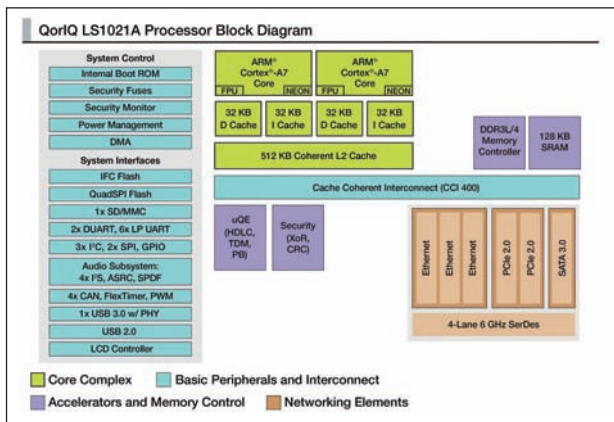 QorIQ LS1021A Processor Block Diagram
System Control
Internal Boot ROM
Security Fuses
Security Monitor
Power Management
DMA
System Interfaces
IFC Flash
QuadSPI Flash
1x SD/MMC
2x DUART, 6x LP UART
3x I²C, 2x SPI, GPIO
Audio Subsystem:
4x I²S, ASRC, SPDF
4x CAN, FlexTimer, PWM
1x USB 3.0 w/ PHY
USB 2.0
LCD Controller
ARM®
Cortex®-A7
Core
FPU
NEON
ARM®
Cortex®-A7
Core
FPU
NEON
32 KB
D Cache
32 KB
I Cache
32 KB
D Cache
32 KB
I Cache
512 KB Coherent L2 Cache
DDR3L/4
Memory
Controller
128 KB
SRAM
Cache Coherent Interconnect (CCI 400)
uQE
(HDLC,
TDM,
PB)
Security
(XoR,
CRC)
Ethernet
Ethernet
Ethernet
PCIe 2.0
PCIe 2.0
SATA 3.0
4-Lane 6 GHz SerDes
Core Complex
Basic Peripherals and Interconnect
Accelerators and Memory Control
Networking Elements